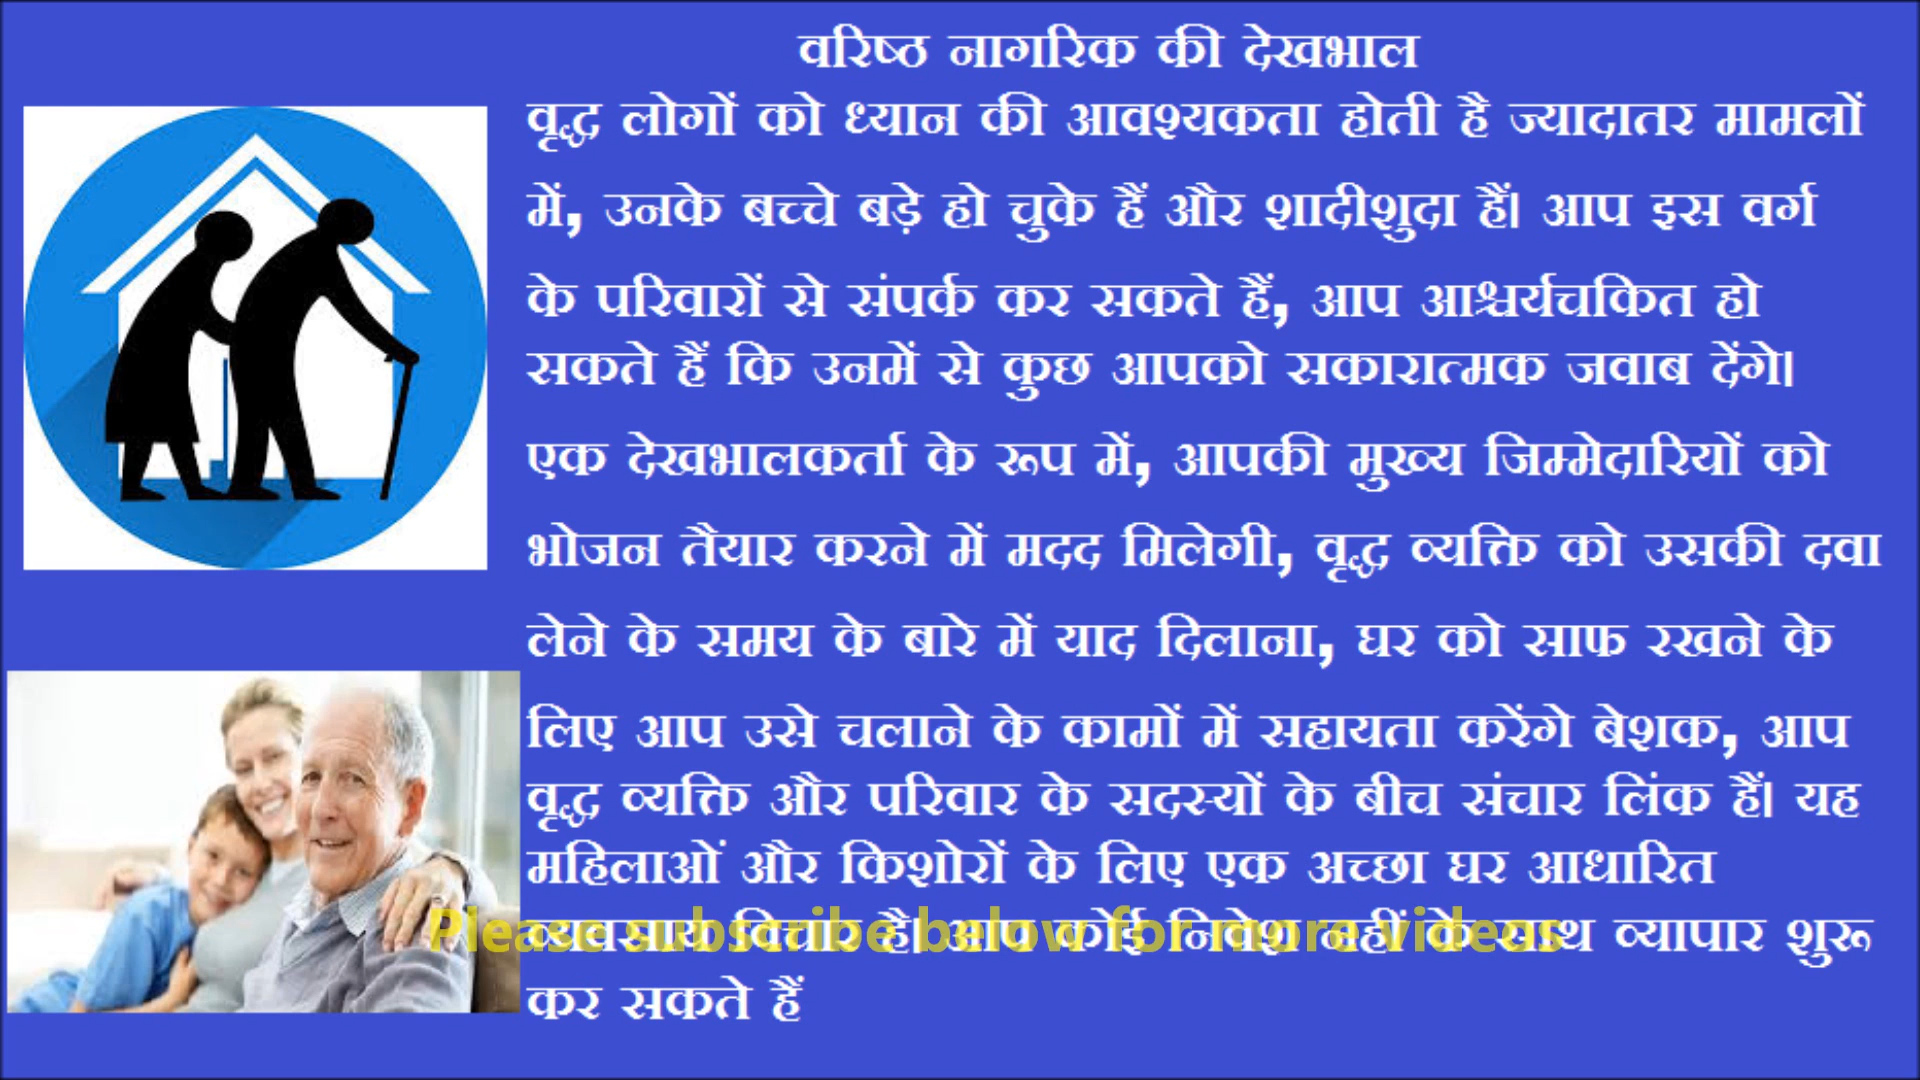 वरिष्ठ नागरिक की देखभाल
वृद्ध लोगों को ध्यान की आवश्यकता होती है ज्यादातर मामलों
में, उनके बच्चे बड़े हो चुके हैं और शादीशुदा हैं। आप इस वर्ग
के परिवारों से संपर्क कर सकते हैं, आप आश्चर्यचकित हो
सकते हैं कि उनमें से कुछ आपको सकारात्मक जवाब देंगे।
एक देखभालकर्ता के रूप में, आपकी मुख्य जिम्मेदारियों को
भोजन तैयार करने में मदद मिलेगी, वृद्ध व्यक्ति को उसकी दवा
लेने के समय के बारे में याद दिलाना, घर को साफ रखने के
लिए आप उसे चलाने के कामों में सहायता करेंगे बेशक, आप
वृद्ध व्यक्ति और परिवार के सदस्यों के बीच संचार लिंक हैं। यह
महिलाओं और किशोरों के लिए एक अच्छा घर आधारित
व्यवसाय विचार है। आप कोई निवेश नहीं के साथ व्यापार शुरू
Please subscribe below for more videos
कर सकते हैं